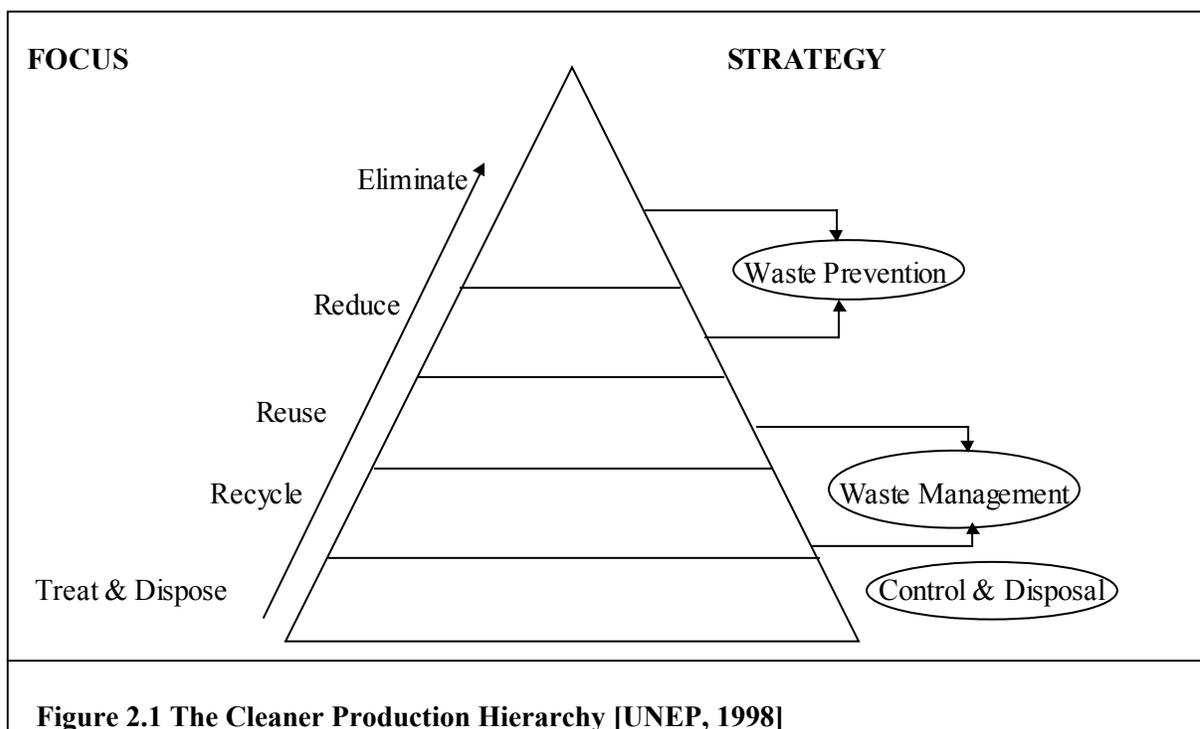 FOCUS
STRATEGY
Eliminate
Waste Prevention
Reduce
Reuse
Recycle
Waste Management
Treat & Dispose
Control & Disposal
Figure 2.1 The Cleaner Production Hierarchy [UNEP, 1998]